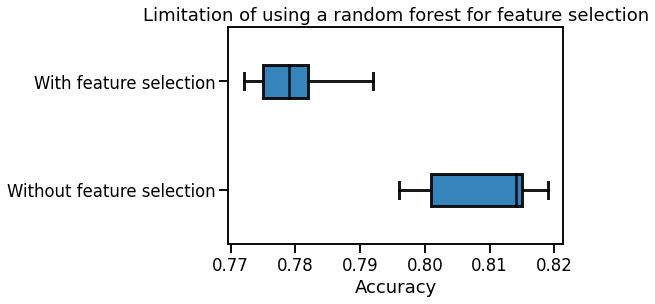 Limitation of using a random forest for feature selection
With feature selection
Without feature selection
0.77 0.78 0.79 0.80 0.81 0.82
Accuracy